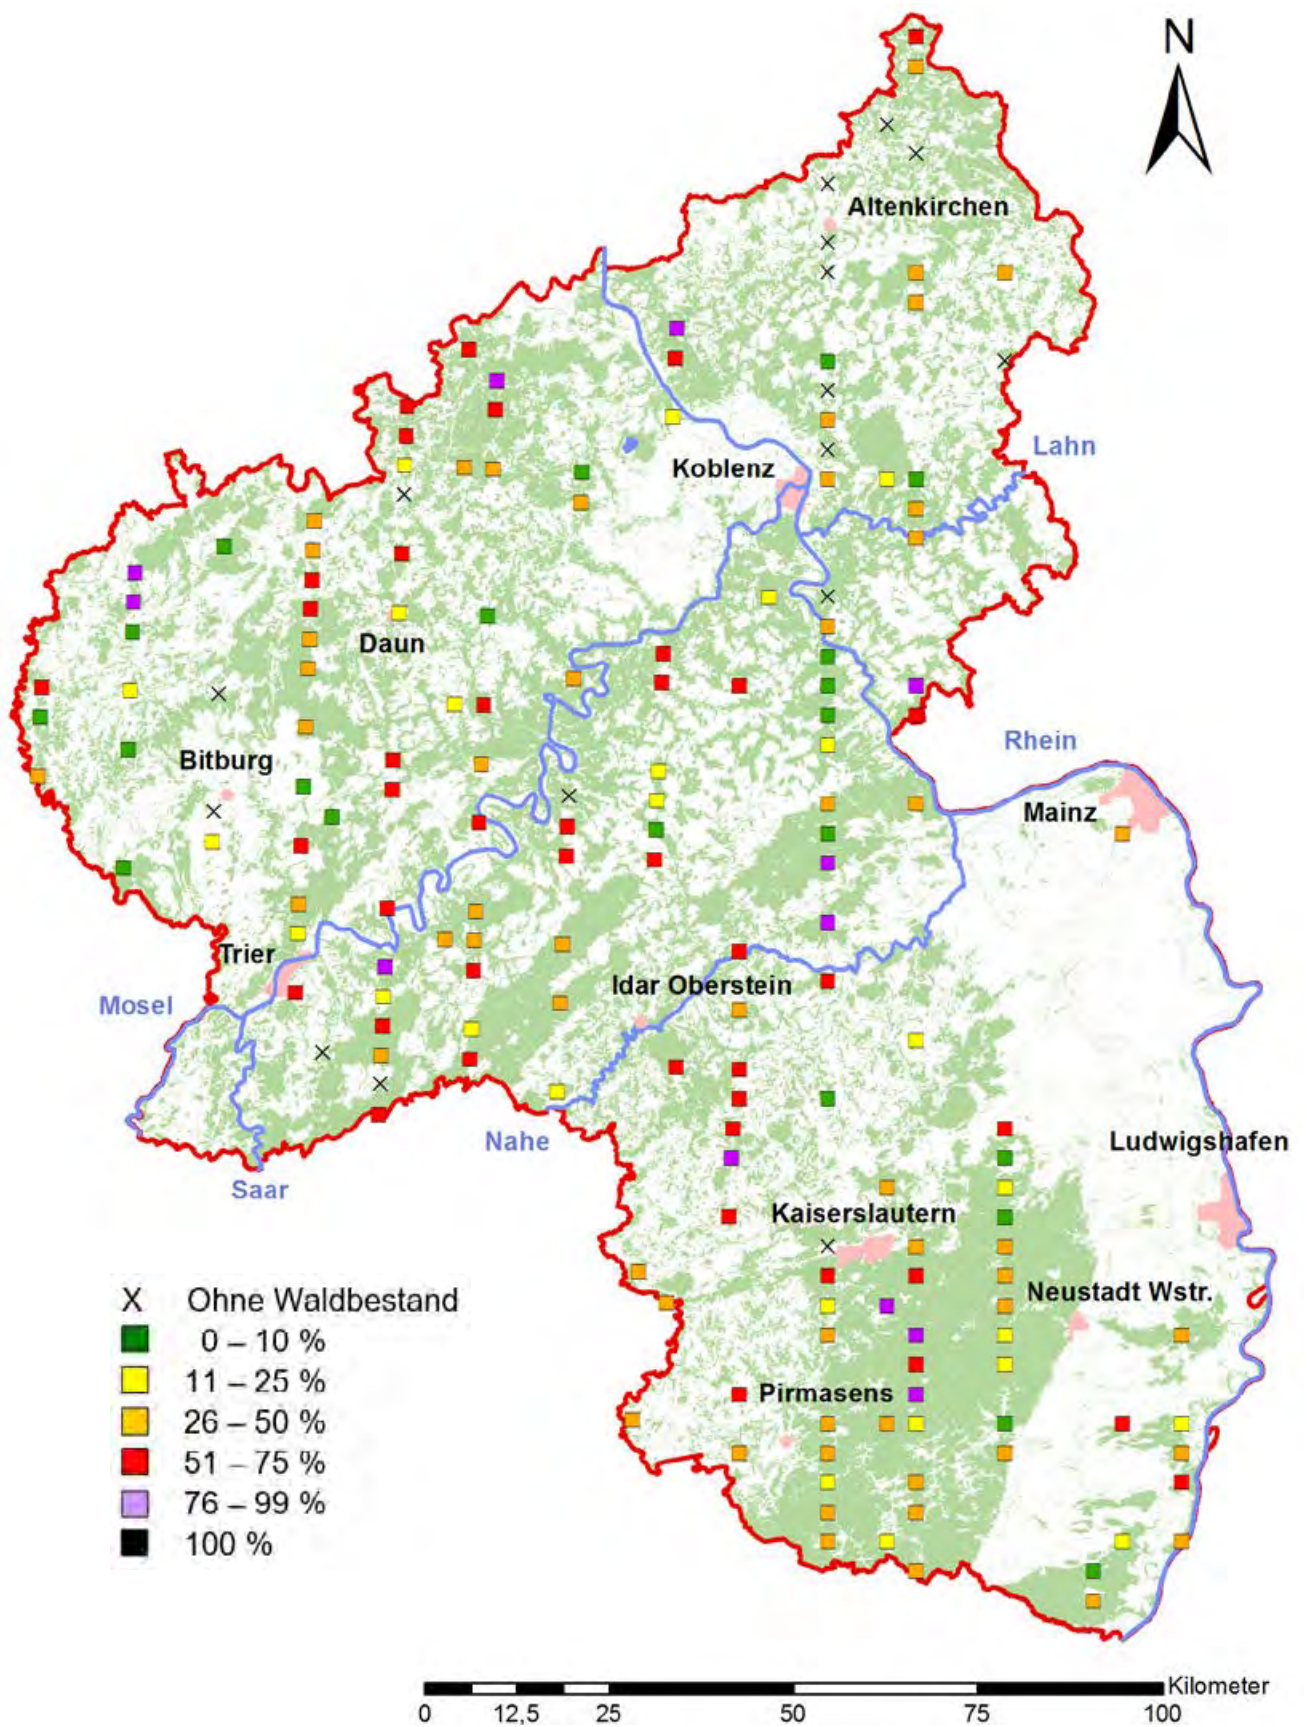 N
Altenkirchen
Lahn
Koblenz
Daun
Rhein
Bitburg
Mainz
Trier
Idar Oberstein
Mosel
Ludwigshafen
Nahe
Saar
Kaiserslautern
Neustadt Wstr.
Pirmasens
X Ohne Waldbestand
0 – 10 %
11 – 25 %
26 – 50 %
51 – 75 %
76 – 99 %
100 %
Kilometer
0 12,5 25 50 75 100